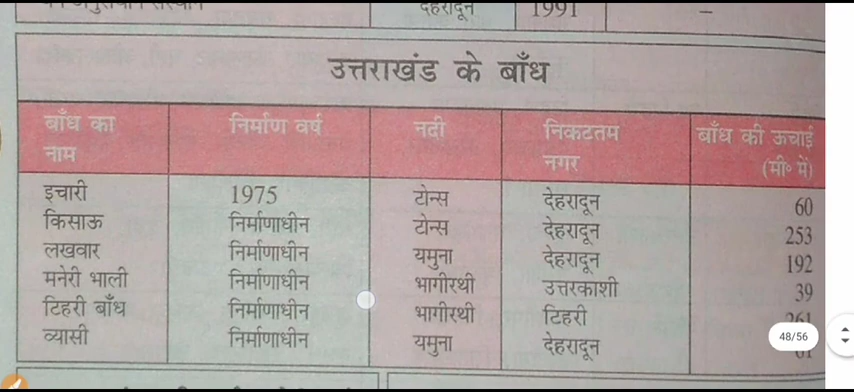 देहरादून 1991 –
उत्तराखंड के बाँध
बाँध का नाम निर्माण वर्ष नदी निकटतम नगर बाँध की ऊचाई (मी॰ में)
इचारी 1975 टोन्स देहरादून 60
किसाऊ निर्माणाधीन टोन्स देहरादून 253
लखवार निर्माणाधीन यमुना देहरादून 192
मनेरी भाली निर्माणाधीन भागीरथी उत्तरकाशी 39
टिहरी बाँध निर्माणाधीन भागीरथी टिहरी 261
व्यासी निर्माणाधीन यमुना देहरादून
48/56